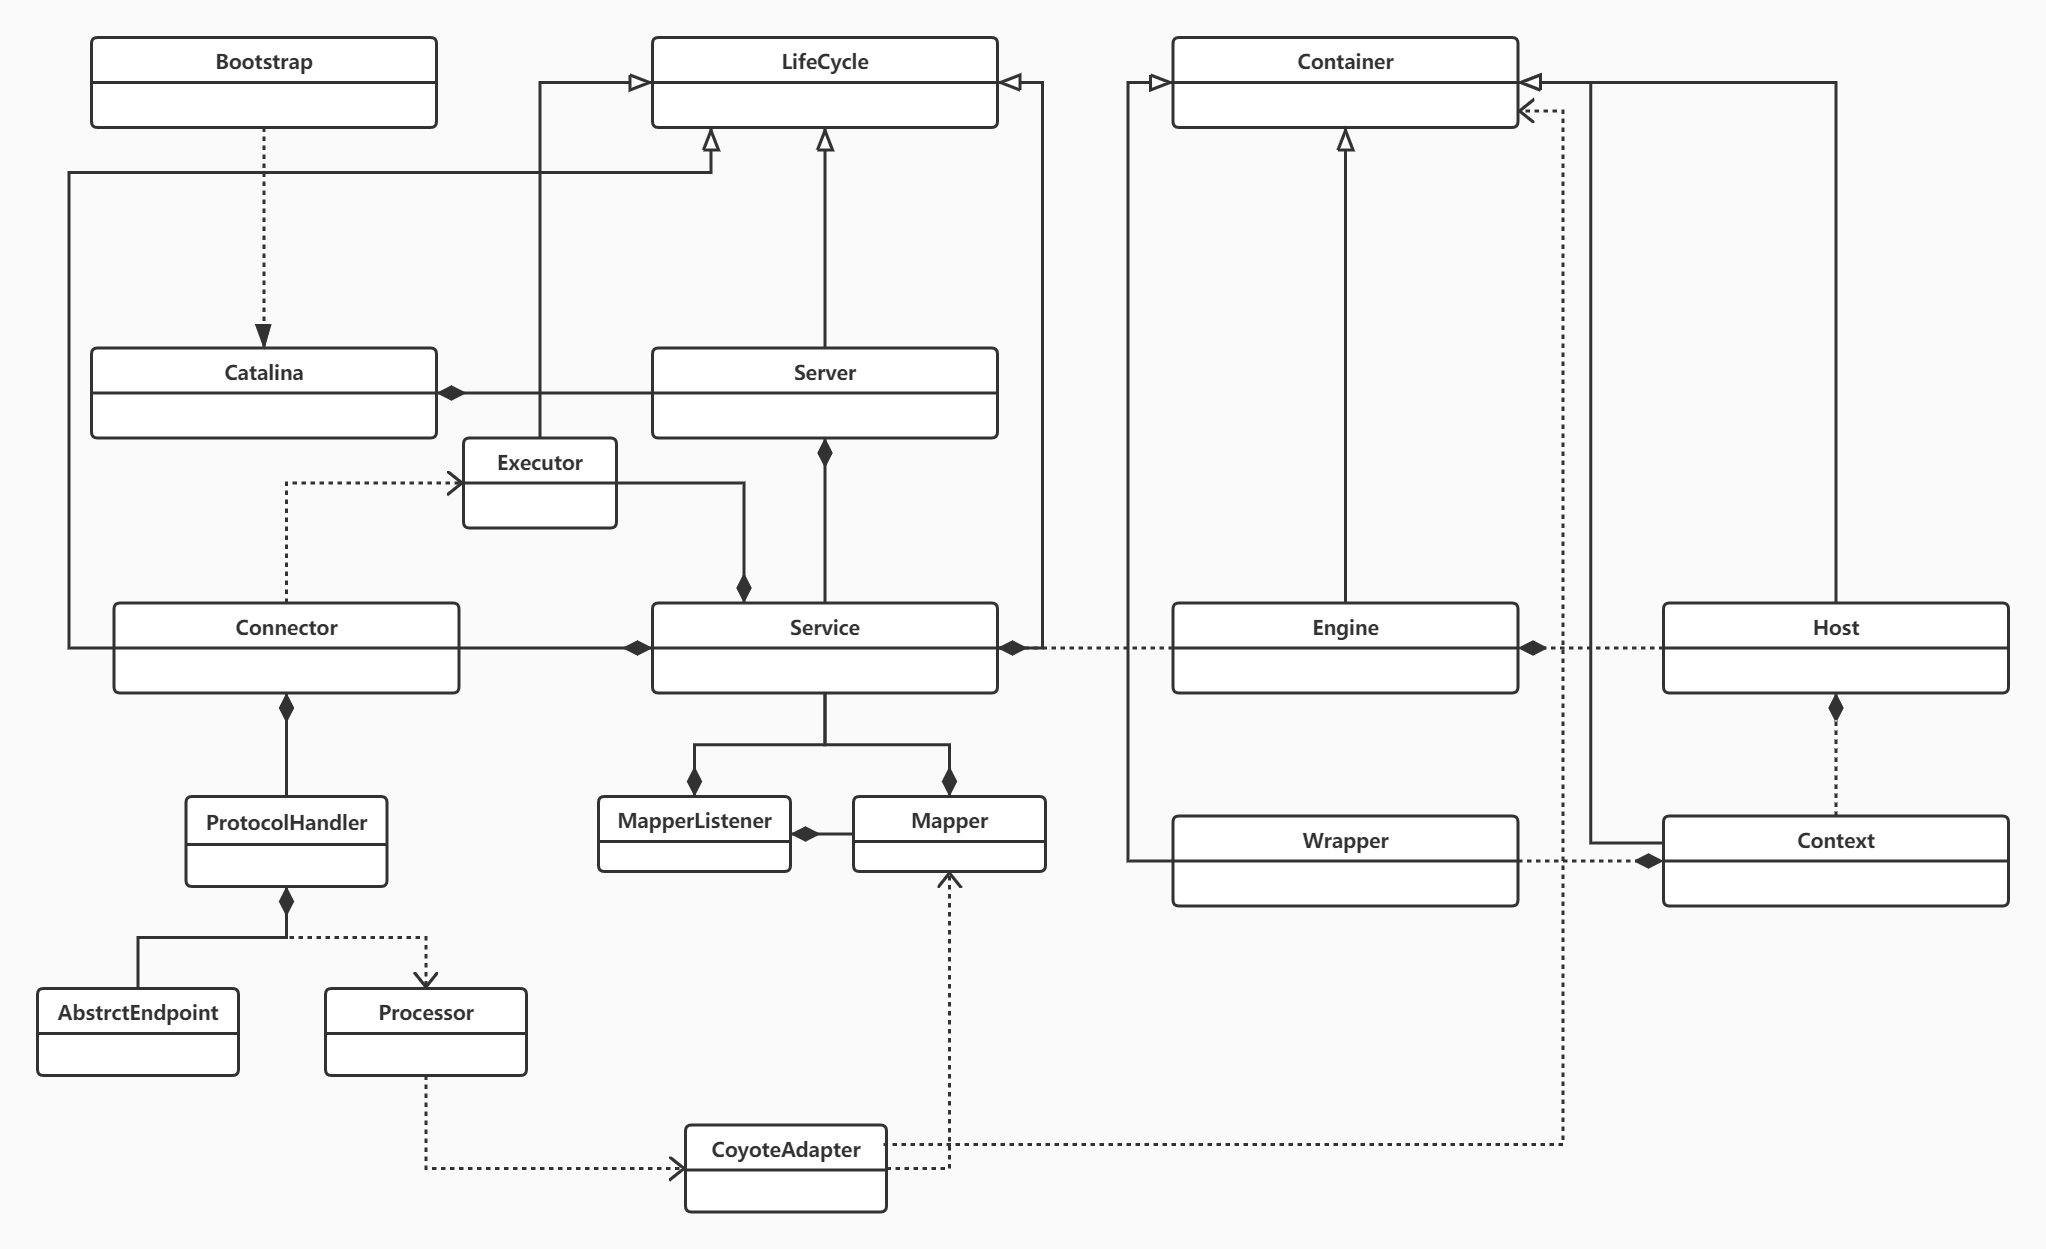 Bootstrap
LifeCycle
Container
Catalina
Server
Executor
Connector
Service
Engine
Host
ProtocolHandler
MapperListener
Mapper
Wrapper
Context
AbstrctEndpoint
Processor
CoyoteAdapter